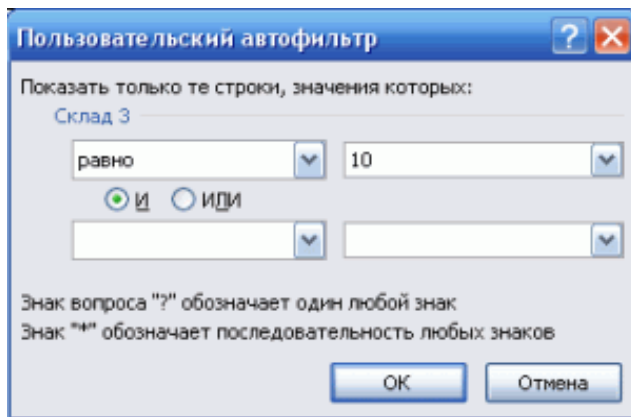 Пользовательский автофильтр
Показать только те строки, значения которых:
Склад 3
равно 10
И ИЛИ
Знак вопроса "?" обозначает один любой знак
Знак "*" обозначает последовательность любых знаков
ОК Отмена